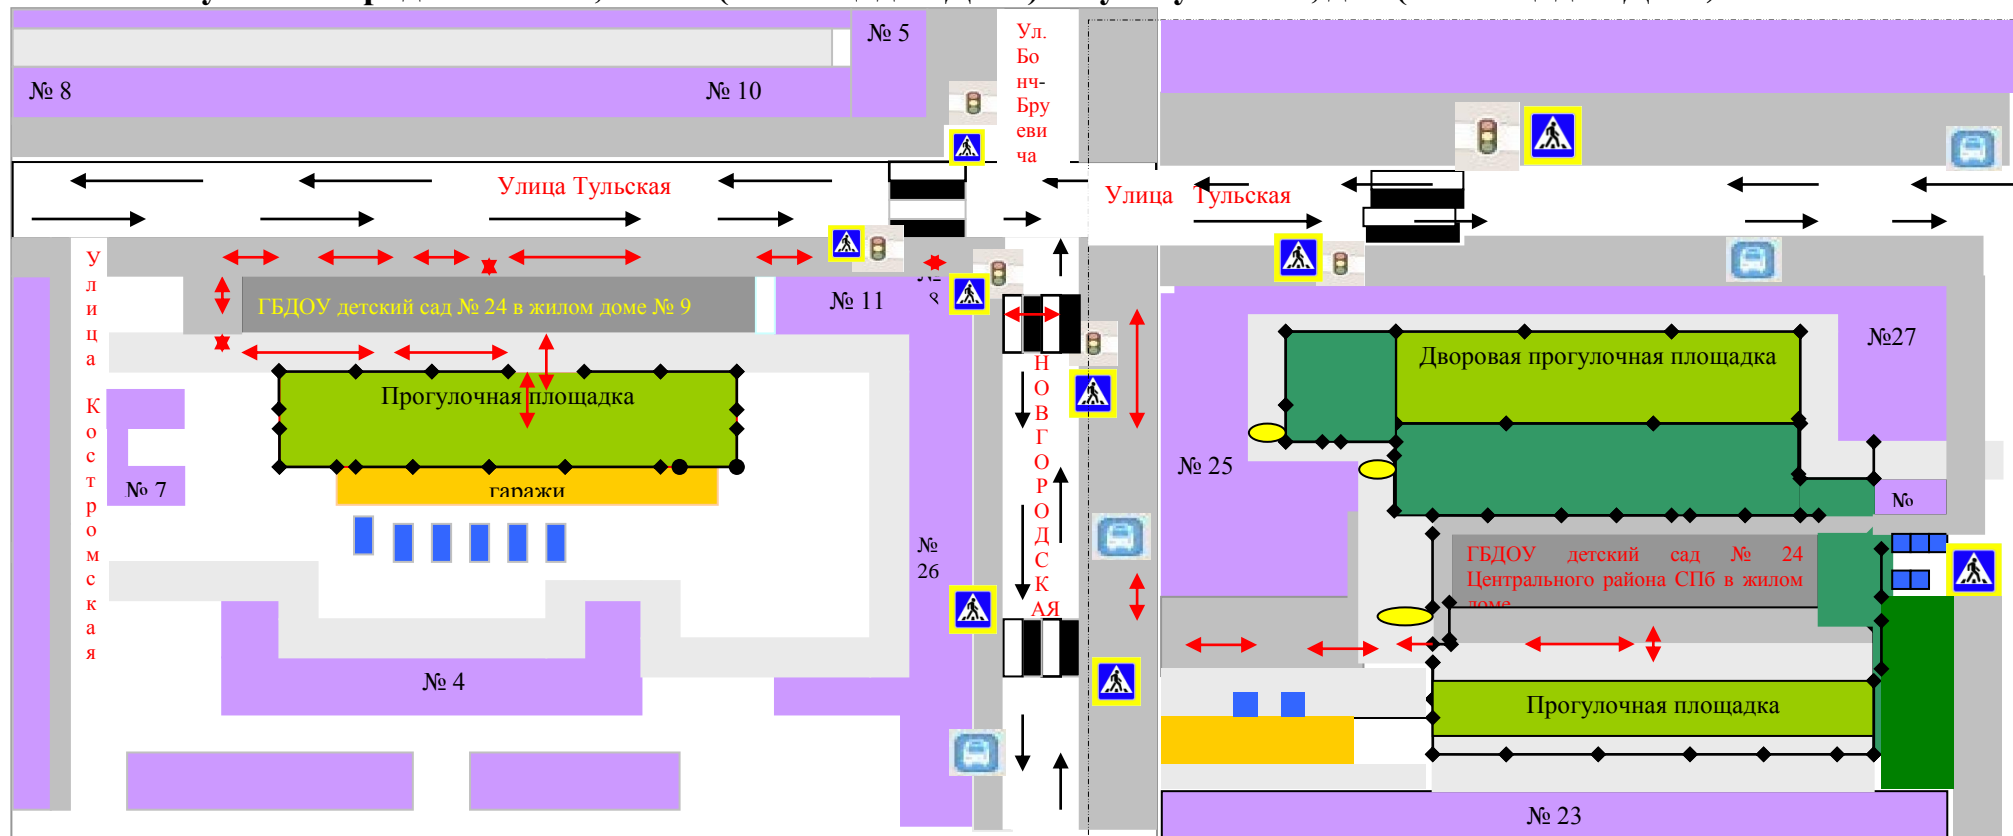 № 5
№ 8
№ 10
Ул.
Бо
нч-
Бру
еви
ча
Улица Тульская
Улица Тульская
Улица Костромская
ГБДОУ детский сад № 24 в жилом доме № 9
№ 11
8
Прогулочная площадка
гаражи
№ 7
№ 4
№
26
НОВГОРОДСКАЯ
№ 25
№27
Дворовая прогулочная площадка
№
ГБДОУ детский сад № 24
Центрального района СПб в жилом
доме
Прогулочная площадка
№ 23